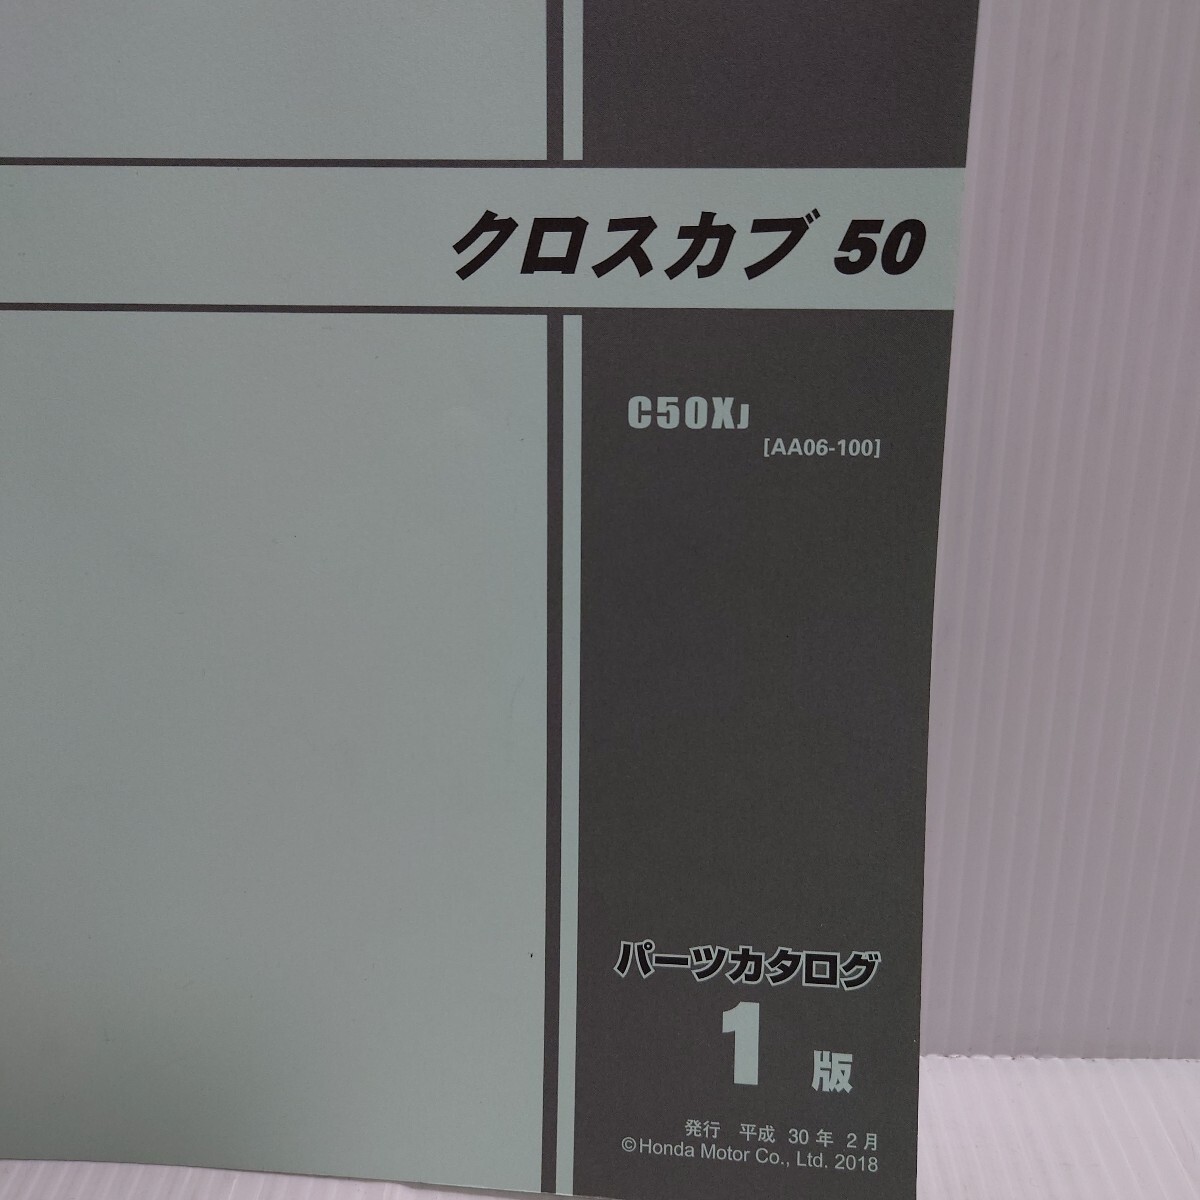 クロスカブ 50
C50XJ
[AA06-100]
パーツカタログ
1 版
発行 平成 30 年 2 月
©Honda Motor Co., Ltd. 2018